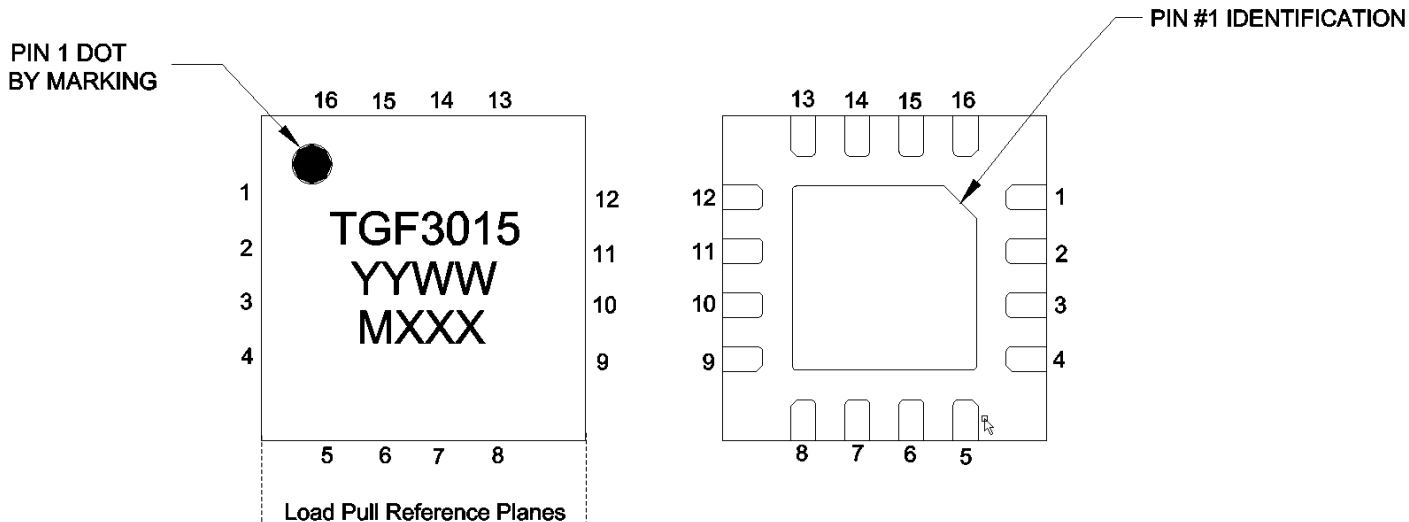 PIN #1 IDENTIFICATION
PIN 1 DOT
BY MARKING
16 15 14 13
1
2
3
4
12
11
10
9
TGF3015
YYWW
MXXX
5 6 7 8
Load Pull Reference Planes
13 14 15 16
12
11
10
9
1
2
3
4
8 7 6 5